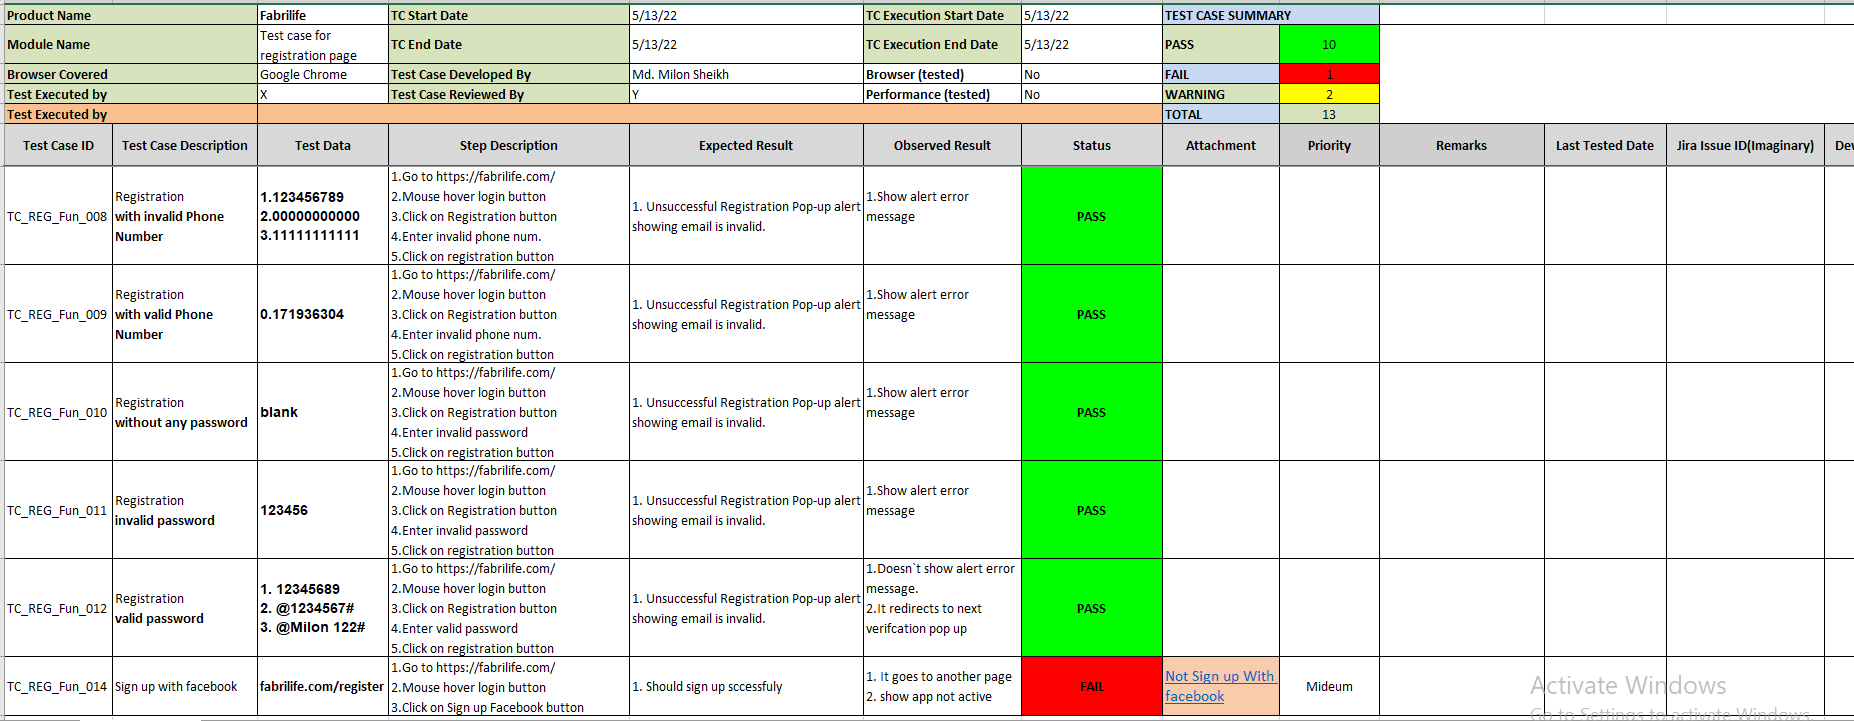 Product Name Fabrilife TC Start Date 5/13/22 TC Execution Start Date 5/13/22 TEST CASE SUMMARY
Module Name Test case for TC End Date 5/13/22 TC Execution End Date 5/13/22 PASS 10
registration page
Browser Covered Google Chrome Test Case Developed By Md. Milon Sheikh Browser (tested) No FAIL 1
Test Executed by X Test Case Reviewed By Y Performance (tested) No WARNING 2
Test Executed by TOTAL 13
Test Case ID Test Case Description Test Data Step Description Expected Result Observed Result Status Attachment Priority Remarks Last Tested Date Jira Issue ID(Imaginary) Dev
TC_REG_Fun_008
Registration
with invalid Phone
Number
1.123456789
2.00000000000
3.11111111111
1.Go to https://fabrilife.com/
2.Mouse hover login button
3.Click on Registration button
4.Enter invalid phone num.
5.Click on registration button
1. Unsuccessful Registration Pop-up alert
showing email is invalid.
1.Show alert error
message
PASS
TC_REG_Fun_009
Registration
with valid Phone
Number
0.171936304
1.Go to https://fabrilife.com/
2.Mouse hover login button
3.Click on Registration button
4.Enter invalid phone num.
5.Click on registration button
1. Unsuccessful Registration Pop-up alert
showing email is invalid.
1.Show alert error
message
PASS
TC_REG_Fun_010
Registration
without any password
blank
1.Go to https://fabrilife.com/
2.Mouse hover login button
3.Click on Registration button
4.Enter invalid password
5.Click on registration button
1. Unsuccessful Registration Pop-up alert
showing email is invalid.
1.Show alert error
message
PASS
TC_REG_Fun_011
Registration
invalid password
123456
1.Go to https://fabrilife.com/
2.Mouse hover login button
3.Click on Registration button
4.Enter invalid password
5.Click on registration button
1. Unsuccessful Registration Pop-up alert
showing email is invalid.
1.Show alert error
message
PASS
TC_REG_Fun_012
Registration
valid password
1. 12345689
2. @1234567#
3. @Milon 122#
1.Go to https://fabrilife.com/
2.Mouse hover login button
3.Click on Registration button
4.Enter valid password
5.Click on registration button
1. Unsuccessful Registration Pop-up alert
showing email is invalid.
1.Doesn`t show alert error
message.
2.It redirects to next
verifcation pop up
PASS
TC_REG_Fun_014
Sign up with facebook
fabrilife.com/register
1.Go to https://fabrilife.com/
2.Mouse hover login button
3.Click on Sign up Facebook button
1. Should sign up sccessfuly
1. It goes to another page
2. show app not active
FAIL
Not Sign up With
facebook
Mideum
Activate Windows
Go to Settings to activate Windows.